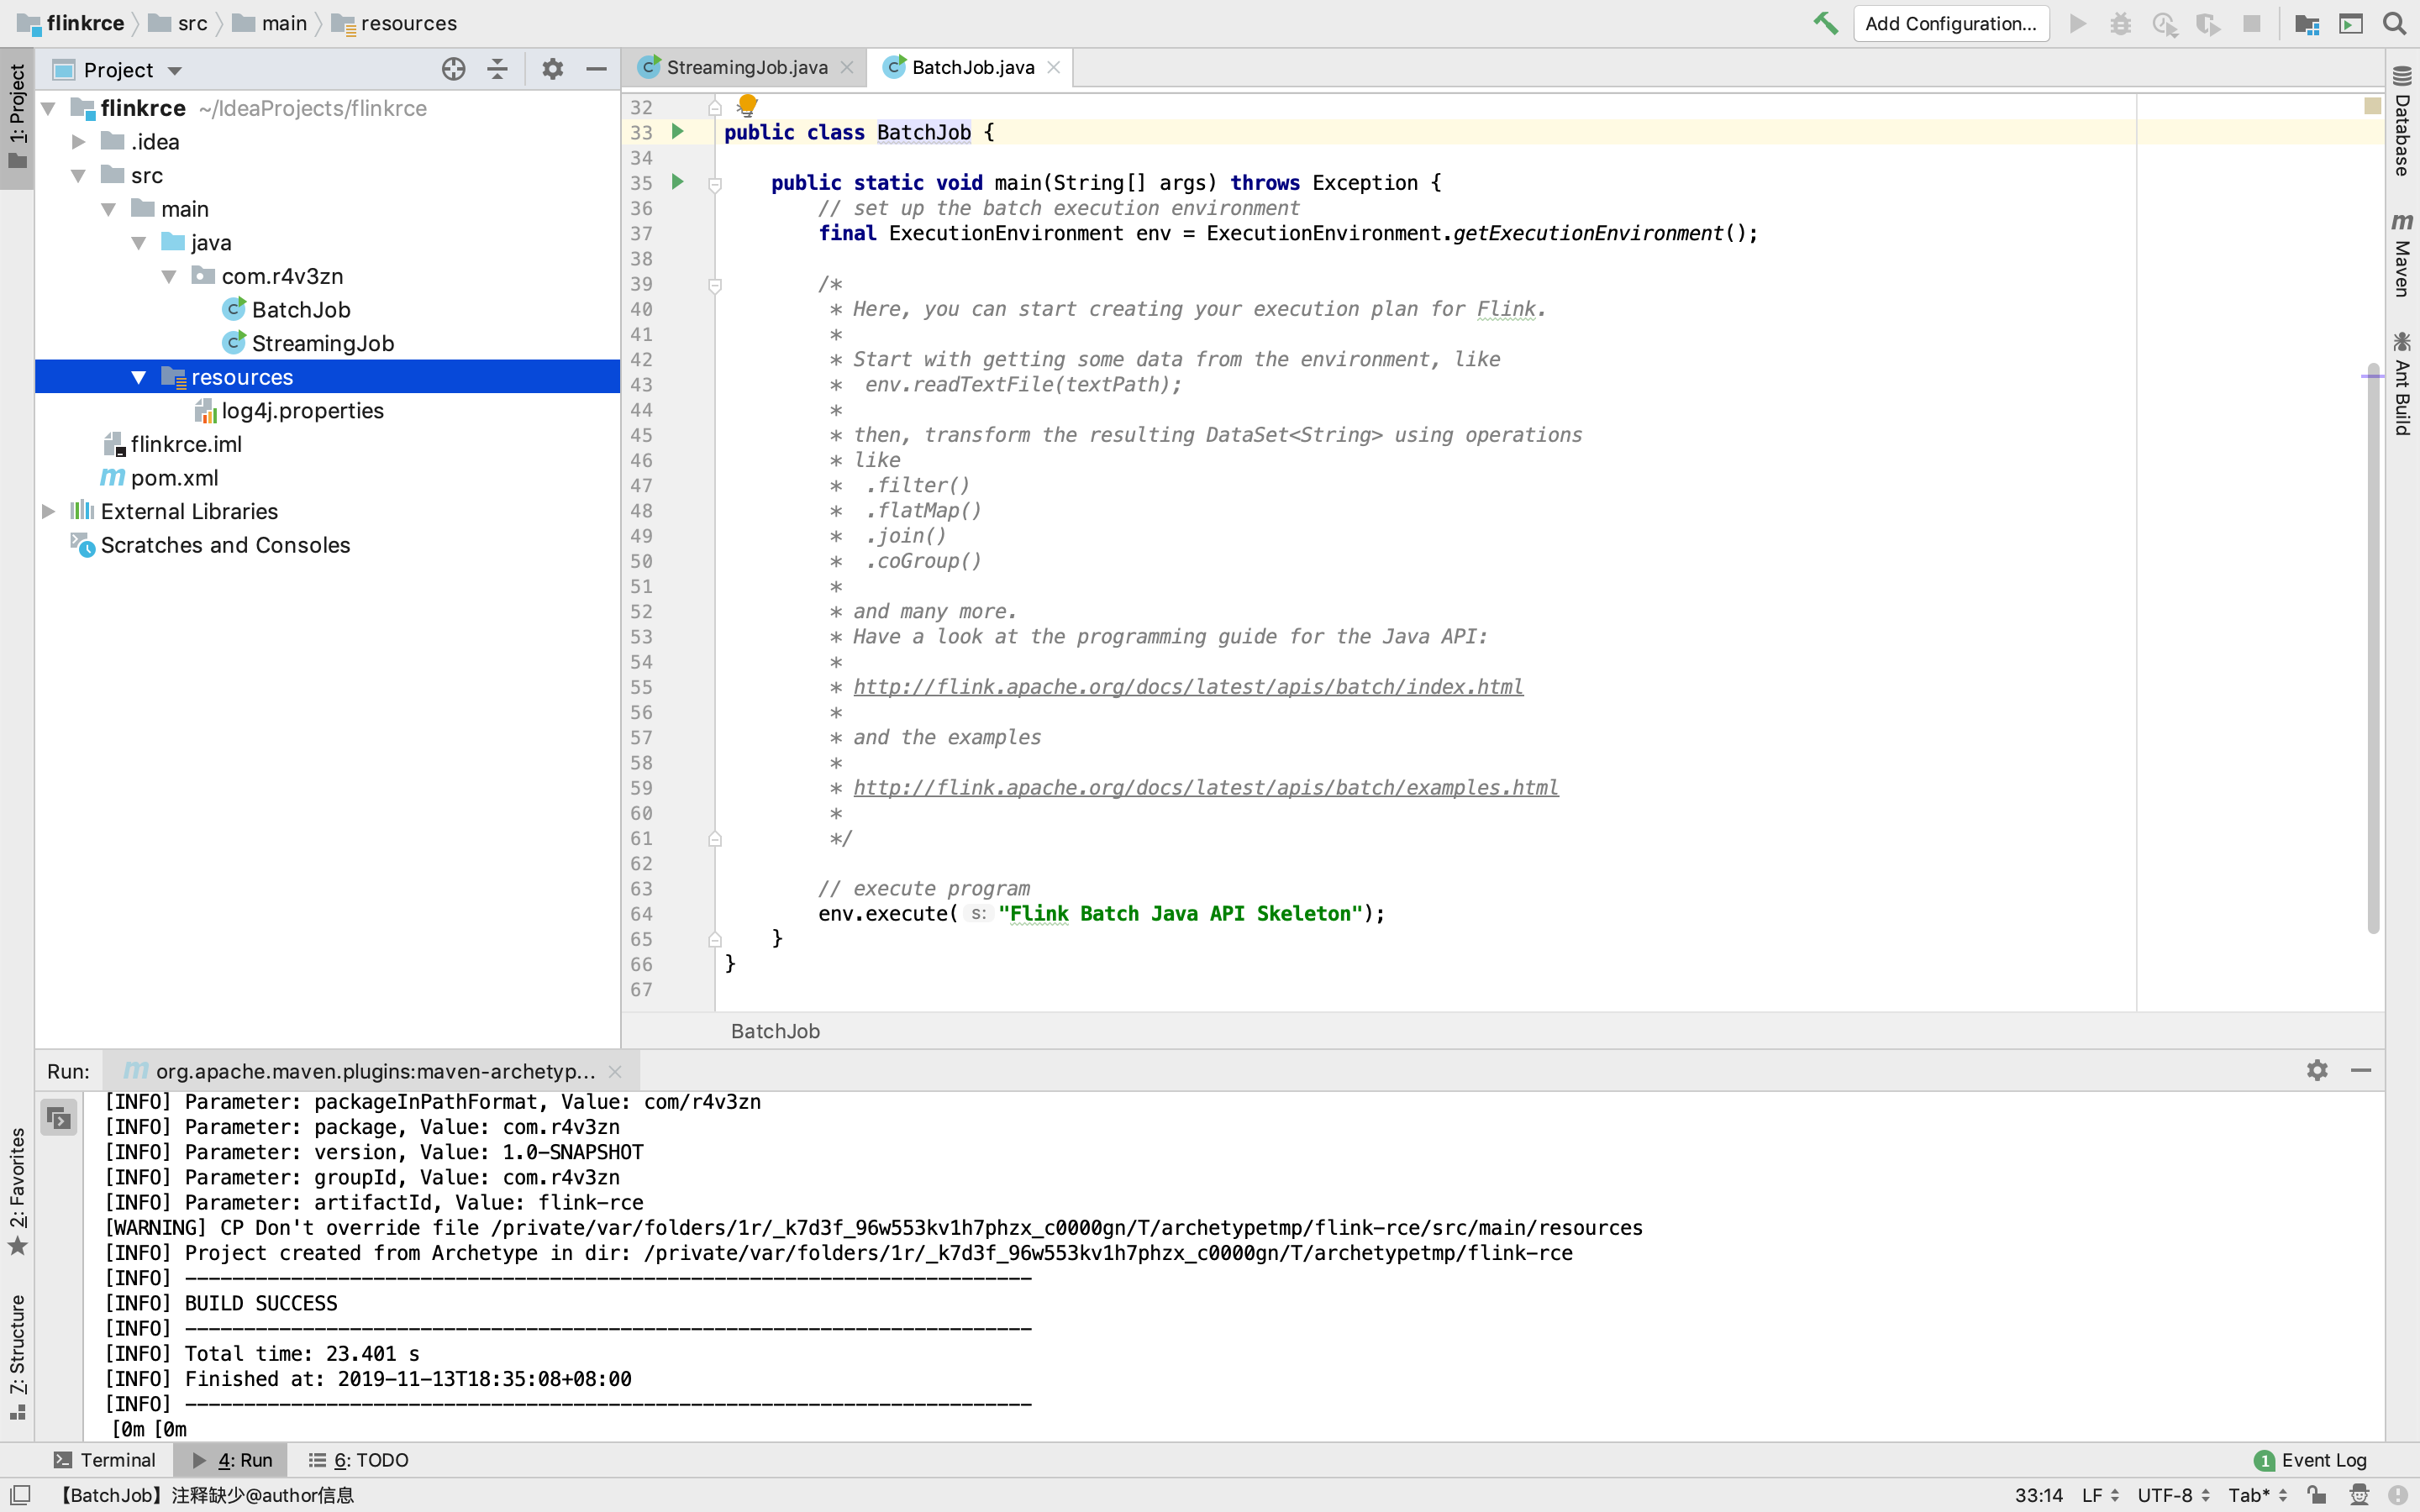 flinkrce src main resources
Add Configuration...
1: Project
Project
StreamingJob.java
BatchJob.java
flinkrce ~/IdeaProjects/flinkrce
.idea
src
main
java
com.r4v3zn
BatchJob
StreamingJob
resources
log4j.properties
flinkrce.iml
pom.xml
External Libraries
Scratches and Consoles
32
33 public class BatchJob {
34
35 public static void main(String[] args) throws Exception {
36 // set up the batch execution environment
37 final ExecutionEnvironment env = ExecutionEnvironment.getExecutionEnvironment();
38
39 /*
40 * Here, you can start creating your execution plan for Flink.
41 *
42 * Start with getting some data from the environment, like
43 * env.readTextFile(textPath);
44 *
45 * then, transform the resulting DataSet<String> using operations
46 * like
47 * .filter()
48 * .flatMap()
49 * .join()
50 * .coGroup()
51 *
52 * and many more.
53 * Have a look at the programming guide for the Java API:
54 *
55 * http://flink.apache.org/docs/latest/apis/batch/index.html
56 *
57 * and the examples
58 *
59 * http://flink.apache.org/docs/latest/apis/batch/examples.html
60 *
61 */
62
63 // execute program
64 env.execute( s: "Flink Batch Java API Skeleton");
65 }
66 }
67
BatchJob
Database
m Maven
Ant Build
Run: m org.apache.maven.plugins:maven-archetyp...
[INFO] Parameter: packageInPathFormat, Value: com/r4v3zn
[INFO] Parameter: package, Value: com.r4v3zn
[INFO] Parameter: version, Value: 1.0-SNAPSHOT
[INFO] Parameter: groupId, Value: com.r4v3zn
[INFO] Parameter: artifactId, Value: flink-rce
[WARNING] CP Don't override file /private/var/folders/1r/_k7d3f_96w553kv1h7phzx_c0000gn/T/archetypetmp/flink-rce/src/main/resources
[INFO] Project created from Archetype in dir: /private/var/folders/1r/_k7d3f_96w553kv1h7phzx_c0000gn/T/archetypetmp/flink-rce
[INFO] ------------------------------------------------------------------------
[INFO] BUILD SUCCESS
[INFO] ------------------------------------------------------------------------
[INFO] Total time: 23.401 s
[INFO] Finished at: 2019-11-13T18:35:08+08:00
[INFO] ------------------------------------------------------------------------
[0m [0m
2: Favorites
7: Structure
Terminal 4: Run 6: TODO
1 Event Log
【BatchJob】注释缺少@author信息
33:14 LF UTF-8 Tab*